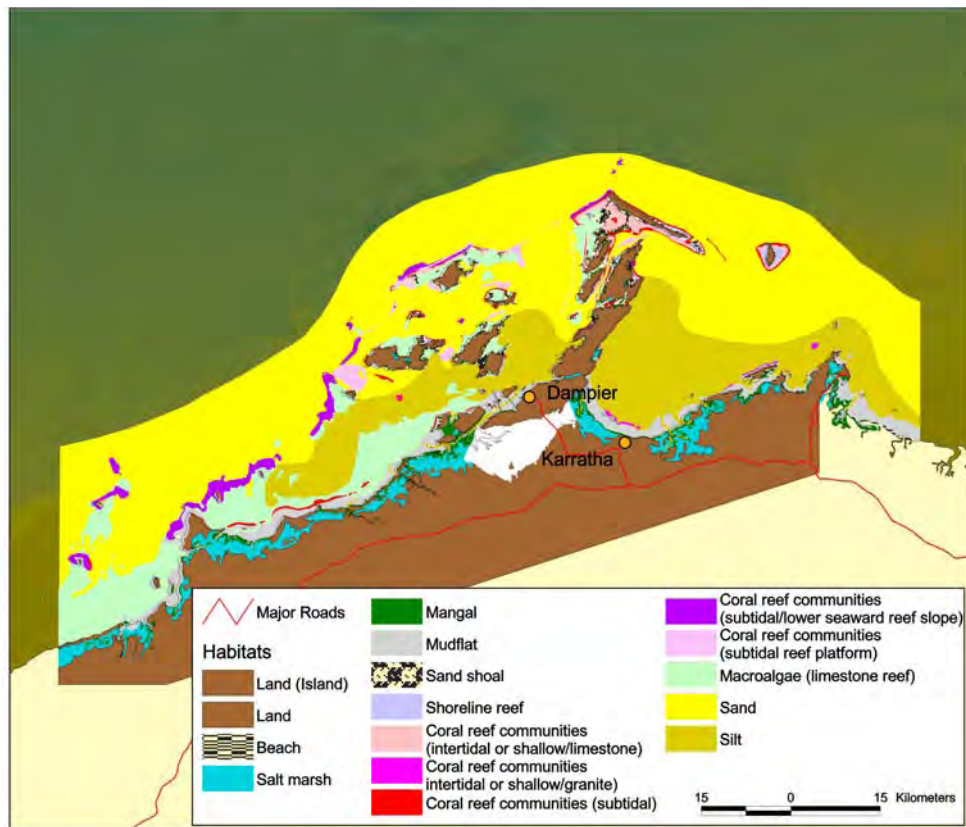 Dampier
Karratha
Major Roads
Habitats
Land (Island)
Land
Beach
Salt marsh
Mangal
Mudflat
Sand shoal
Shoreline reef
Coral reef communities
(intertidal or shallow/limestone)
Coral reef communities
intertidal or shallow/granite)
Coral reef communities (subtidal)
Coral reef communities
(subtidal/lower seaward reef slope)
Coral reef communities
(subtidal reef platform)
Macroalgae (limestone reef)
Sand
Silt
15 0 15 Kilometers